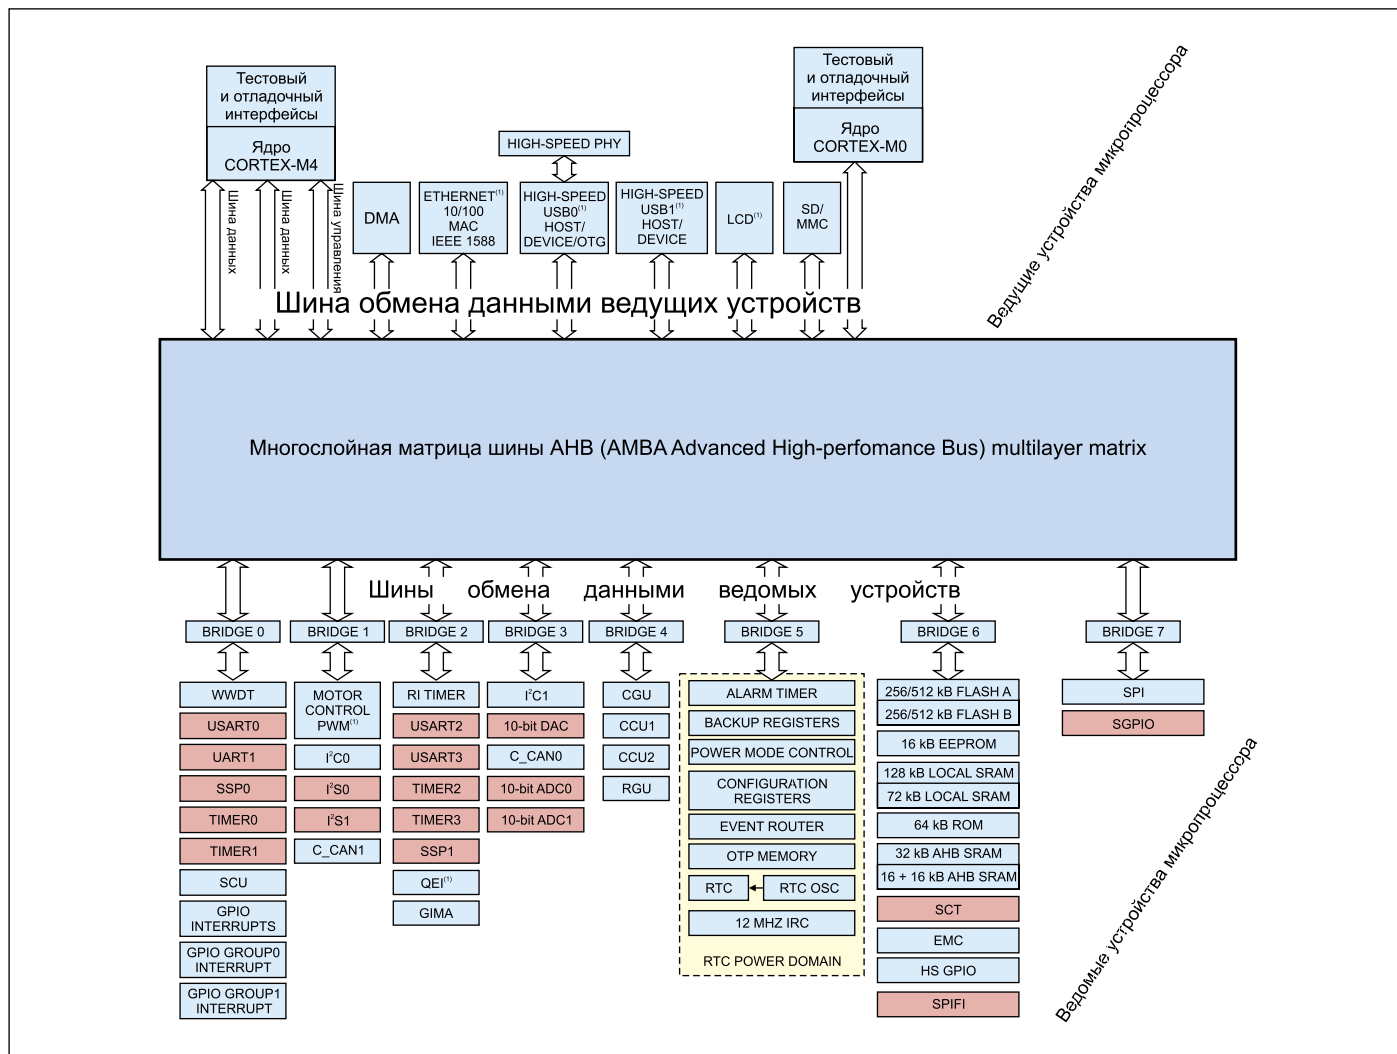 Тестовый
и отладочный
интерфейсы
Ядро
CORTEX-M4
Тестовый
и отладочный
интерфейсы
Ядро
CORTEX-M0
Ведущие устройства микропроцессора
HIGH-SPEED PHY
Шина данных
Шина данных
Шина управления
DMA
ETHERNET(1)
10/100
MAC
IEEE 1588
HIGH-SPEED
USB0(1)
HOST/
DEVICE/OTG
HIGH-SPEED
USB1(1)
HOST/
DEVICE
LCD(1)
SD/
MMC
Шина обмена данными ведущих устройств
Многослойная матрица шины AHB (AMBA Advanced High-perfomance Bus) multilayer matrix
Шины обмена данными ведомых устройств
BRIDGE 0
BRIDGE 1
BRIDGE 2
BRIDGE 3
BRIDGE 4
BRIDGE 5
BRIDGE 6
BRIDGE 7
WWDT
USART0
UART1
SSP0
TIMER0
TIMER1
SCU
GPIO
INTERRUPTS
GPIO GROUP0
INTERRUPT
GPIO GROUP1
INTERRUPT
MOTOR
CONTROL
PWM(1)
I²C0
I²S0
I²S1
C_CAN1
RI TIMER
USART2
USART3
TIMER2
TIMER3
SSP1
QEI(1)
GIMA
I²C1
10-bit DAC
C_CAN0
10-bit ADC0
10-bit ADC1
CGU
CCU1
CCU2
RGU
ALARM TIMER
BACKUP REGISTERS
POWER MODE CONTROL
CONFIGURATION
REGISTERS
EVENT ROUTER
OTP MEMORY
RTC
RTC OSC
12 MHZ IRC
RTC POWER DOMAIN
256/512 kB FLASH A
256/512 kB FLASH B
16 kB EEPROM
128 kB LOCAL SRAM
72 kB LOCAL SRAM
64 kB ROM
32 kB AHB SRAM
16 + 16 kB AHB SRAM
SCT
EMC
HS GPIO
SPIFI
SPI
SGPIO
Ведомые устройства микропрцессора